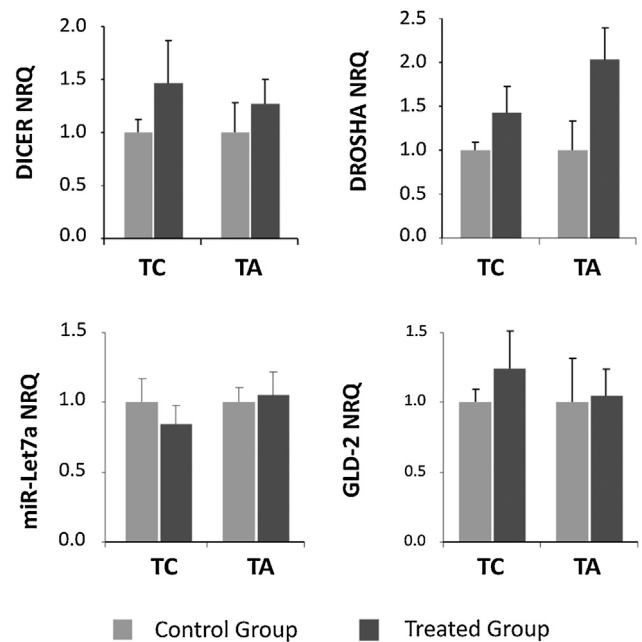 DICER NRQ
2.0
1.5
1.0
0.5
0.0
TC TA
DROSHA NRQ
2.5
2.0
1.5
1.0
0.5
0.0
TC TA
miR-Let7a NRQ
1.5
1.0
0.5
0.0
TC TA
GLD-2 NRQ
1.5
1.0
0.5
0.0
TC TA
Control Group Treated Group